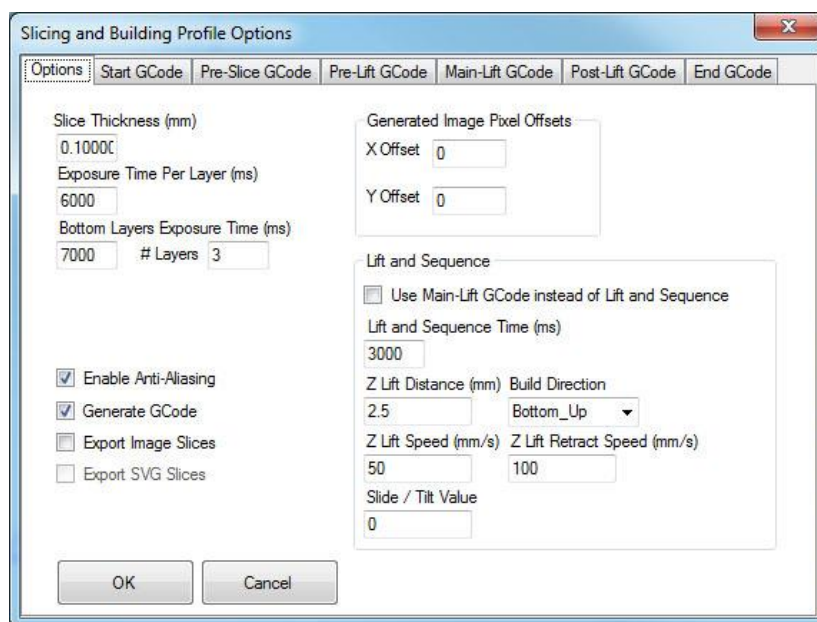 Slicing and Building Profile Options
Options Start GCode Pre-Slice GCode Pre-Lift GCode Main-Lift GCode Post-Lift GCode End GCode
Slice Thickness (mm)
0.1000
Exposure Time Per Layer (ms)
6000
Bottom Layers Exposure Time (ms)
7000 # Layers 3
Enable Anti-Aliasing
Generate GCode
Export Image Slices
Export SVG Slices
OK Cancel
Generated Image Pixel Offsets
X Offset 0
Y Offset 0
Lift and Sequence
Use Main-Lift GCode instead of Lift and Sequence
Lift and Sequence Time (ms)
3000
Z Lift Distance (mm) Build Direction
2.5 Bottom_Up
Z Lift Speed (mm/s) Z Lift Retract Speed (mm/s)
50 100
Slide / Tilt Value
0